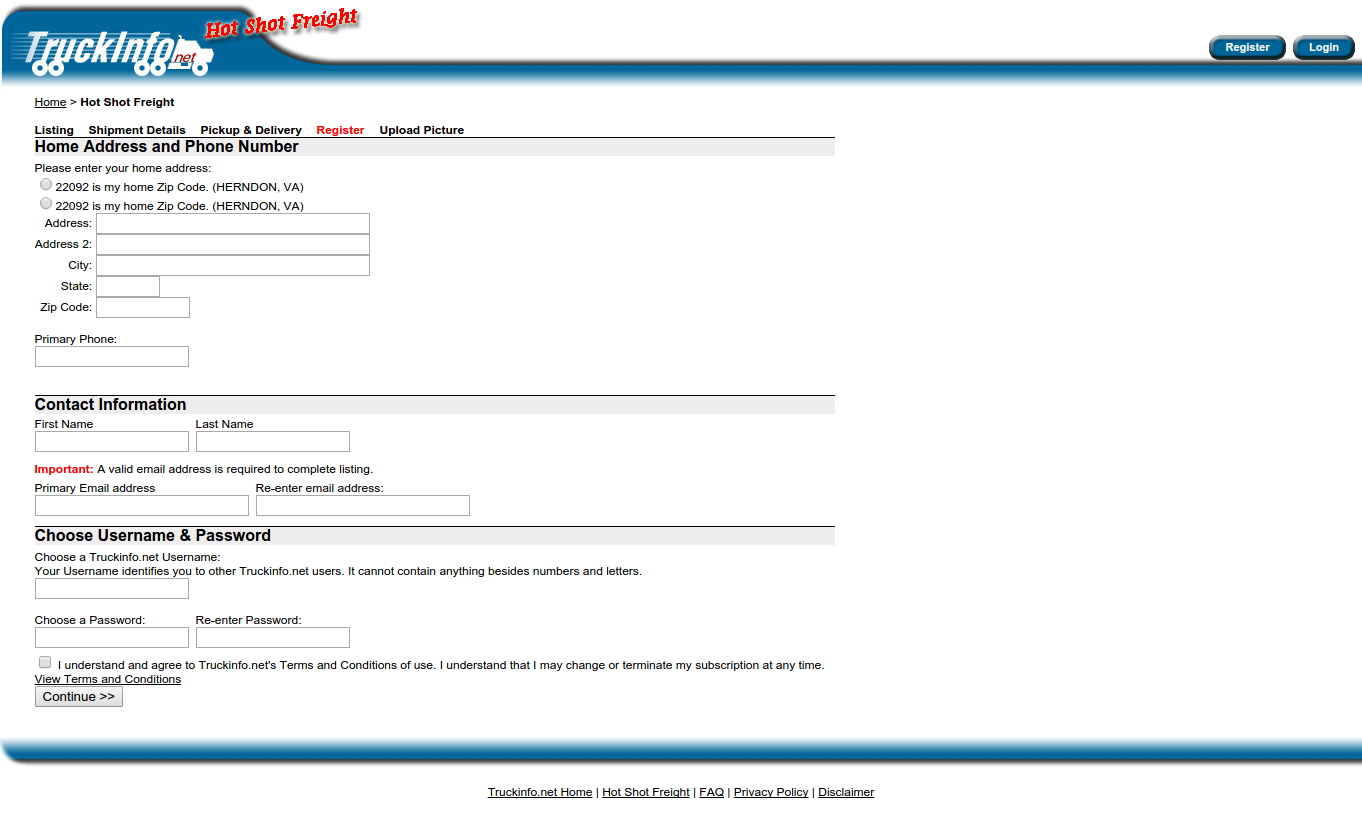 TruckInfo.net
Hot Shot Freight
Register Login
Home > Hot Shot Freight
Listing Shipment Details Pickup & Delivery Register Upload Picture
Home Address and Phone Number
Please enter your home address:
22092 is my home Zip Code. (HERNDON, VA)
22092 is my home Zip Code. (HERNDON, VA)
Address:
Address 2:
City:
State:
Zip Code:
Primary Phone:
Contact Information
First Name Last Name
Important: A valid email address is required to complete listing.
Primary Email address Re-enter email address:
Choose Username & Password
Choose a Truckinfo.net Username:
Your Username identifies you to other Truckinfo.net users. It cannot contain anything besides numbers and letters.
Choose a Password: Re-enter Password:
I understand and agree to Truckinfo.net's Terms and Conditions of use. I understand that I may change or terminate my subscription at any time.
View Terms and Conditions
Continue >>
Truckinfo.net Home | Hot Shot Freight | FAQ | Privacy Policy | Disclaimer